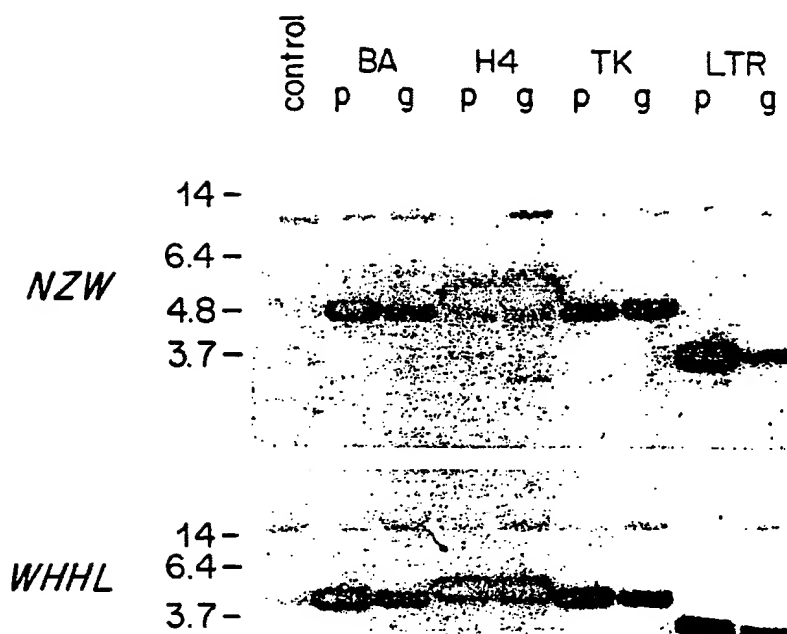 control BA H4 TK LTR
p g p g p g p g
14 –
6.4 –
NZW
4.8 –
3.7 –
14 –
6.4 –
WHHL
3.7 –